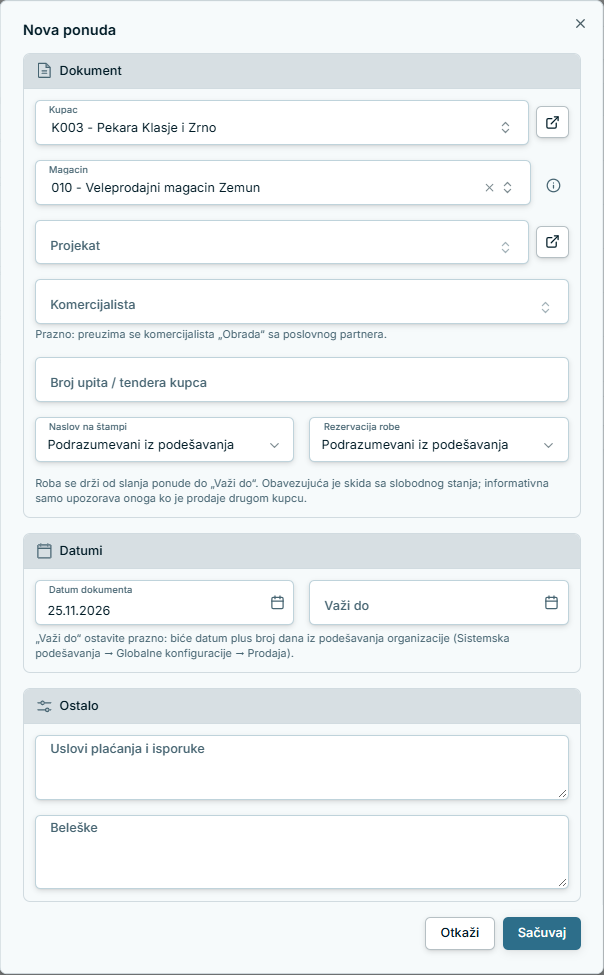 Nova ponuda
Dokument
Kupac
K003 - Pekara Klasje i Zrno
Magacin
010 - Veleprodajni magacin Zemun
Projekat
Komercijalista
Prazno: preuzima se komercijalista „Obrada“ sa poslovnog partnera.
Broj upita / tendera kupca
Naslov na štampi
Podrazumevani iz podešavanja
Rezervacija robe
Podrazumevani iz podešavanja
Roba se drži od slanja ponude do „Važi do“. Obavezujuća je skida sa slobodnog stanja; informativna
samo upozorava onoga ko je prodaje drugom kupcu.
Datumi
Datum dokumenta
25.11.2026
Važi do
„Važi do“ ostavite prazno: biće datum plus broj dana iz podešavanja organizacije (Sistemska
podešavanja → Globalne konfiguracije → Prodaja).
Ostalo
Uslovi plaćanja i isporuke
Beleške
Otkaži
Sačuvaj